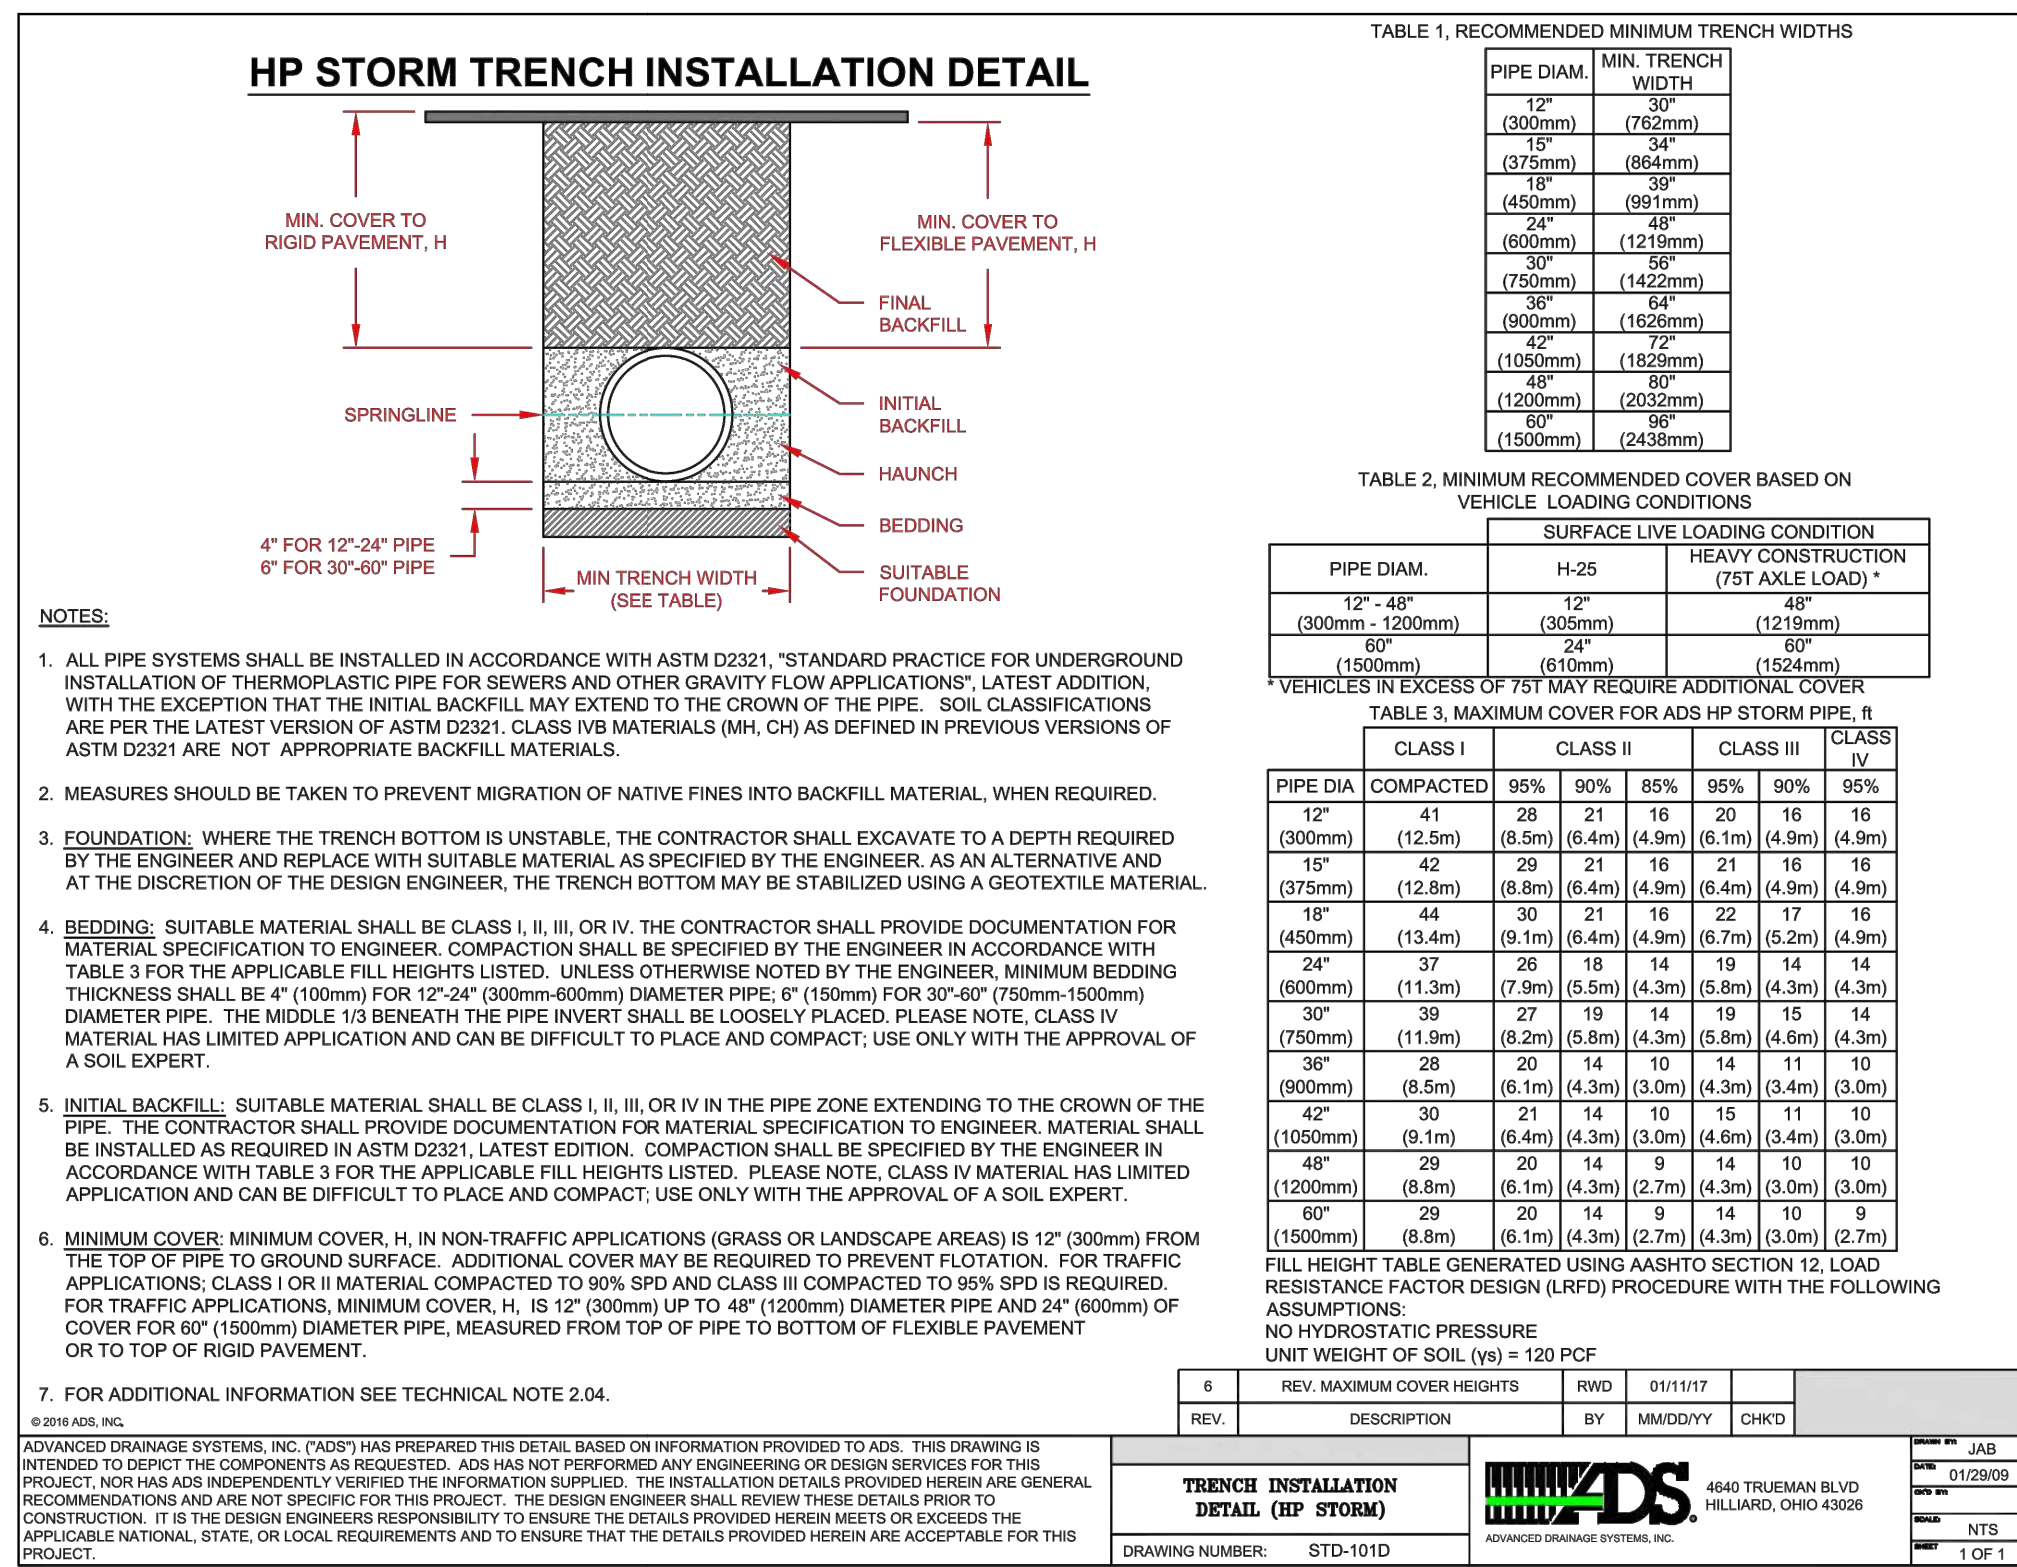 HP STORM TRENCH INSTALLATION DETAIL
MIN. COVER TO
RIGID PAVEMENT, H
MIN. COVER TO
FLEXIBLE PAVEMENT, H
FINAL
BACKFILL
INITIAL
BACKFILL
SPRINGLINE
HAUNCH
BEDDING
4" FOR 12"-24" PIPE
6" FOR 30"-60" PIPE
MIN TRENCH WIDTH
(SEE TABLE)
SUITABLE
FOUNDATION
NOTES:
1. ALL PIPE SYSTEMS SHALL BE INSTALLED IN ACCORDANCE WITH ASTM D2321, "STANDARD PRACTICE FOR UNDERGROUND
INSTALLATION OF THERMOPLASTIC PIPE FOR SEWERS AND OTHER GRAVITY FLOW APPLICATIONS", LATEST ADDITION,
WITH THE EXCEPTION THAT THE INITIAL BACKFILL MAY EXTEND TO THE CROWN OF THE PIPE. SOIL CLASSIFICATIONS
ARE PER THE LATEST VERSION OF ASTM D2321. CLASS IVB MATERIALS (MH, CH) AS DEFINED IN PREVIOUS VERSIONS OF
ASTM D2321 ARE NOT APPROPRIATE BACKFILL MATERIALS.
2. MEASURES SHOULD BE TAKEN TO PREVENT MIGRATION OF NATIVE FINES INTO BACKFILL MATERIAL, WHEN REQUIRED.
3. FOUNDATION: WHERE THE TRENCH BOTTOM IS UNSTABLE, THE CONTRACTOR SHALL EXCAVATE TO A DEPTH REQUIRED
BY THE ENGINEER AND REPLACE WITH SUITABLE MATERIAL AS SPECIFIED BY THE ENGINEER. AS AN ALTERNATIVE AND
AT THE DISCRETION OF THE DESIGN ENGINEER, THE TRENCH BOTTOM MAY BE STABILIZED USING A GEOTEXTILE MATERIAL.
4. BEDDING: SUITABLE MATERIAL SHALL BE CLASS I, II, III, OR IV. THE CONTRACTOR SHALL PROVIDE DOCUMENTATION FOR
MATERIAL SPECIFICATION TO ENGINEER. COMPACTION SHALL BE SPECIFIED BY THE ENGINEER IN ACCORDANCE WITH
TABLE 3 FOR THE APPLICABLE FILL HEIGHTS LISTED. UNLESS OTHERWISE NOTED BY THE ENGINEER, MINIMUM BEDDING
THICKNESS SHALL BE 4" (100mm) FOR 12"-24" (300mm-600mm) DIAMETER PIPE; 6" (150mm) FOR 30"-60" (750mm-1500mm)
DIAMETER PIPE. THE MIDDLE 1/3 BENEATH THE PIPE INVERT SHALL BE LOOSELY PLACED. PLEASE NOTE, CLASS IV
MATERIAL HAS LIMITED APPLICATION AND CAN BE DIFFICULT TO PLACE AND COMPACT; USE ONLY WITH THE APPROVAL OF
A SOIL EXPERT.
5. INITIAL BACKFILL: SUITABLE MATERIAL SHALL BE CLASS I, II, III, OR IV IN THE PIPE ZONE EXTENDING TO THE CROWN OF THE
PIPE. THE CONTRACTOR SHALL PROVIDE DOCUMENTATION FOR MATERIAL SPECIFICATION TO ENGINEER. MATERIAL SHALL
BE INSTALLED AS REQUIRED IN ASTM D2321, LATEST EDITION. COMPACTION SHALL BE SPECIFIED BY THE ENGINEER IN
ACCORDANCE WITH TABLE 3 FOR THE APPLICABLE FILL HEIGHTS LISTED. PLEASE NOTE, CLASS IV MATERIAL HAS LIMITED
APPLICATION AND CAN BE DIFFICULT TO PLACE AND COMPACT; USE ONLY WITH THE APPROVAL OF A SOIL EXPERT.
6. MINIMUM COVER: MINIMUM COVER, H, IN NON-TRAFFIC APPLICATIONS (GRASS OR LANDSCAPE AREAS) IS 12" (300mm) FROM
THE TOP OF PIPE TO GROUND SURFACE. ADDITIONAL COVER MAY BE REQUIRED TO PREVENT FLOTATION. FOR TRAFFIC
APPLICATIONS; CLASS I OR II MATERIAL COMPACTED TO 90% SPD AND CLASS III COMPACTED TO 95% SPD IS REQUIRED.
FOR TRAFFIC APPLICATIONS, MINIMUM COVER, H, IS 12" (300mm) UP TO 48" (1200mm) DIAMETER PIPE AND 24" (600mm) OF
COVER FOR 60" (1500mm) DIAMETER PIPE, MEASURED FROM TOP OF PIPE TO BOTTOM OF FLEXIBLE PAVEMENT
OR TO TOP OF RIGID PAVEMENT.
7. FOR ADDITIONAL INFORMATION SEE TECHNICAL NOTE 2.04.
© 2016 ADS, INC.
TABLE 1, RECOMMENDED MINIMUM TRENCH WIDTHS
PIPE DIAM. MIN. TRENCH
WIDTH
12" 30"
(300mm) (762mm)
15" 34"
(375mm) (864mm)
18" 39"
(450mm) (991mm)
24" 48"
(600mm) (1219mm)
30" 56"
(750mm) (1422mm)
36" 64"
(900mm) (1626mm)
42" 72"
(1050mm) (1829mm)
48" 80"
(1200mm) (2032mm)
60" 96"
(1500mm) (2438mm)
TABLE 2, MINIMUM RECOMMENDED COVER BASED ON
VEHICLE LOADING CONDITIONS
SURFACE LIVE LOADING CONDITION
PIPE DIAM. H-25 HEAVY CONSTRUCTION
(75T AXLE LOAD) *
12" - 48" 12" 48"
(300mm - 1200mm) (305mm) (1219mm)
60" 24" 60"
(1500mm) (610mm) (1524mm)
* VEHICLES IN EXCESS OF 75T MAY REQUIRE ADDITIONAL COVER
TABLE 3, MAXIMUM COVER FOR ADS HP STORM PIPE, ft
CLASS I CLASS II CLASS III CLASS
IV
PIPE DIA COMPACTED 95% 90% 85% 95% 90% 95%
12" 41 28 21 16 20 16 16
(300mm) (12.5m) (8.5m) (6.4m) (4.9m) (6.1m) (4.9m) (4.9m)
15" 42 29 21 16 21 16 16
(375mm) (12.8m) (8.8m) (6.4m) (4.9m) (6.4m) (4.9m) (4.9m)
18" 44 30 21 16 22 17 16
(450mm) (13.4m) (9.1m) (6.4m) (4.9m) (6.7m) (5.2m) (4.9m)
24" 37 26 18 14 19 14 14
(600mm) (11.3m) (7.9m) (5.5m) (4.3m) (5.8m) (4.3m) (4.3m)
30" 39 27 19 14 19 15 14
(750mm) (11.9m) (8.2m) (5.8m) (4.3m) (5.8m) (4.6m) (4.3m)
36" 28 20 14 10 14 11 10
(900mm) (8.5m) (6.1m) (4.3m) (3.0m) (4.3m) (3.4m) (3.0m)
42" 30 21 14 10 15 11 10
(1050mm) (9.1m) (6.4m) (4.3m) (3.0m) (4.6m) (3.4m) (3.0m)
48" 29 20 14 9 14 10 10
(1200mm) (8.8m) (6.1m) (4.3m) (2.7m) (4.3m) (3.0m) (3.0m)
60" 29 20 14 9 14 10 9
(1500mm) (8.8m) (6.1m) (4.3m) (2.7m) (4.3m) (3.0m) (2.7m)
FILL HEIGHT TABLE GENERATED USING AASHTO SECTION 12, LOAD
RESISTANCE FACTOR DESIGN (LRFD) PROCEDURE WITH THE FOLLOWING
ASSUMPTIONS:
NO HYDROSTATIC PRESSURE
UNIT WEIGHT OF SOIL (γs) = 120 PCF
6 REV. MAXIMUM COVER HEIGHTS RWD 01/11/17
REV. DESCRIPTION BY MM/DD/YY CHK'D
ADVANCED DRAINAGE SYSTEMS, INC. ("ADS") HAS PREPARED THIS DETAIL BASED ON INFORMATION PROVIDED TO ADS. THIS DRAWING IS
INTENDED TO DEPICT THE COMPONENTS AS REQUESTED. ADS HAS NOT PERFORMED ANY ENGINEERING OR DESIGN SERVICES FOR THIS
PROJECT, NOR HAS ADS INDEPENDENTLY VERIFIED THE INFORMATION SUPPLIED. THE INSTALLATION DETAILS PROVIDED HEREIN ARE GENERAL
RECOMMENDATIONS AND ARE NOT SPECIFIC FOR THIS PROJECT. THE DESIGN ENGINEER SHALL REVIEW THESE DETAILS PRIOR TO
CONSTRUCTION. IT IS THE DESIGN ENGINEERS RESPONSIBILITY TO ENSURE THE DETAILS PROVIDED HEREIN MEETS OR EXCEEDS THE
APPLICABLE NATIONAL, STATE, OR LOCAL REQUIREMENTS AND TO ENSURE THAT THE DETAILS PROVIDED HEREIN ARE ACCEPTABLE FOR THIS
PROJECT.
TRENCH INSTALLATION
DETAIL (HP STORM)
DRAWING NUMBER: STD-101D
ADS
ADVANCED DRAINAGE SYSTEMS, INC.
4640 TRUEMAN BLVD
HILLIARD, OHIO 43026
DRAWN BY: JAB
DATE: 01/29/09
CK'D BY:
SCALE: NTS
SHEET 1 OF 1